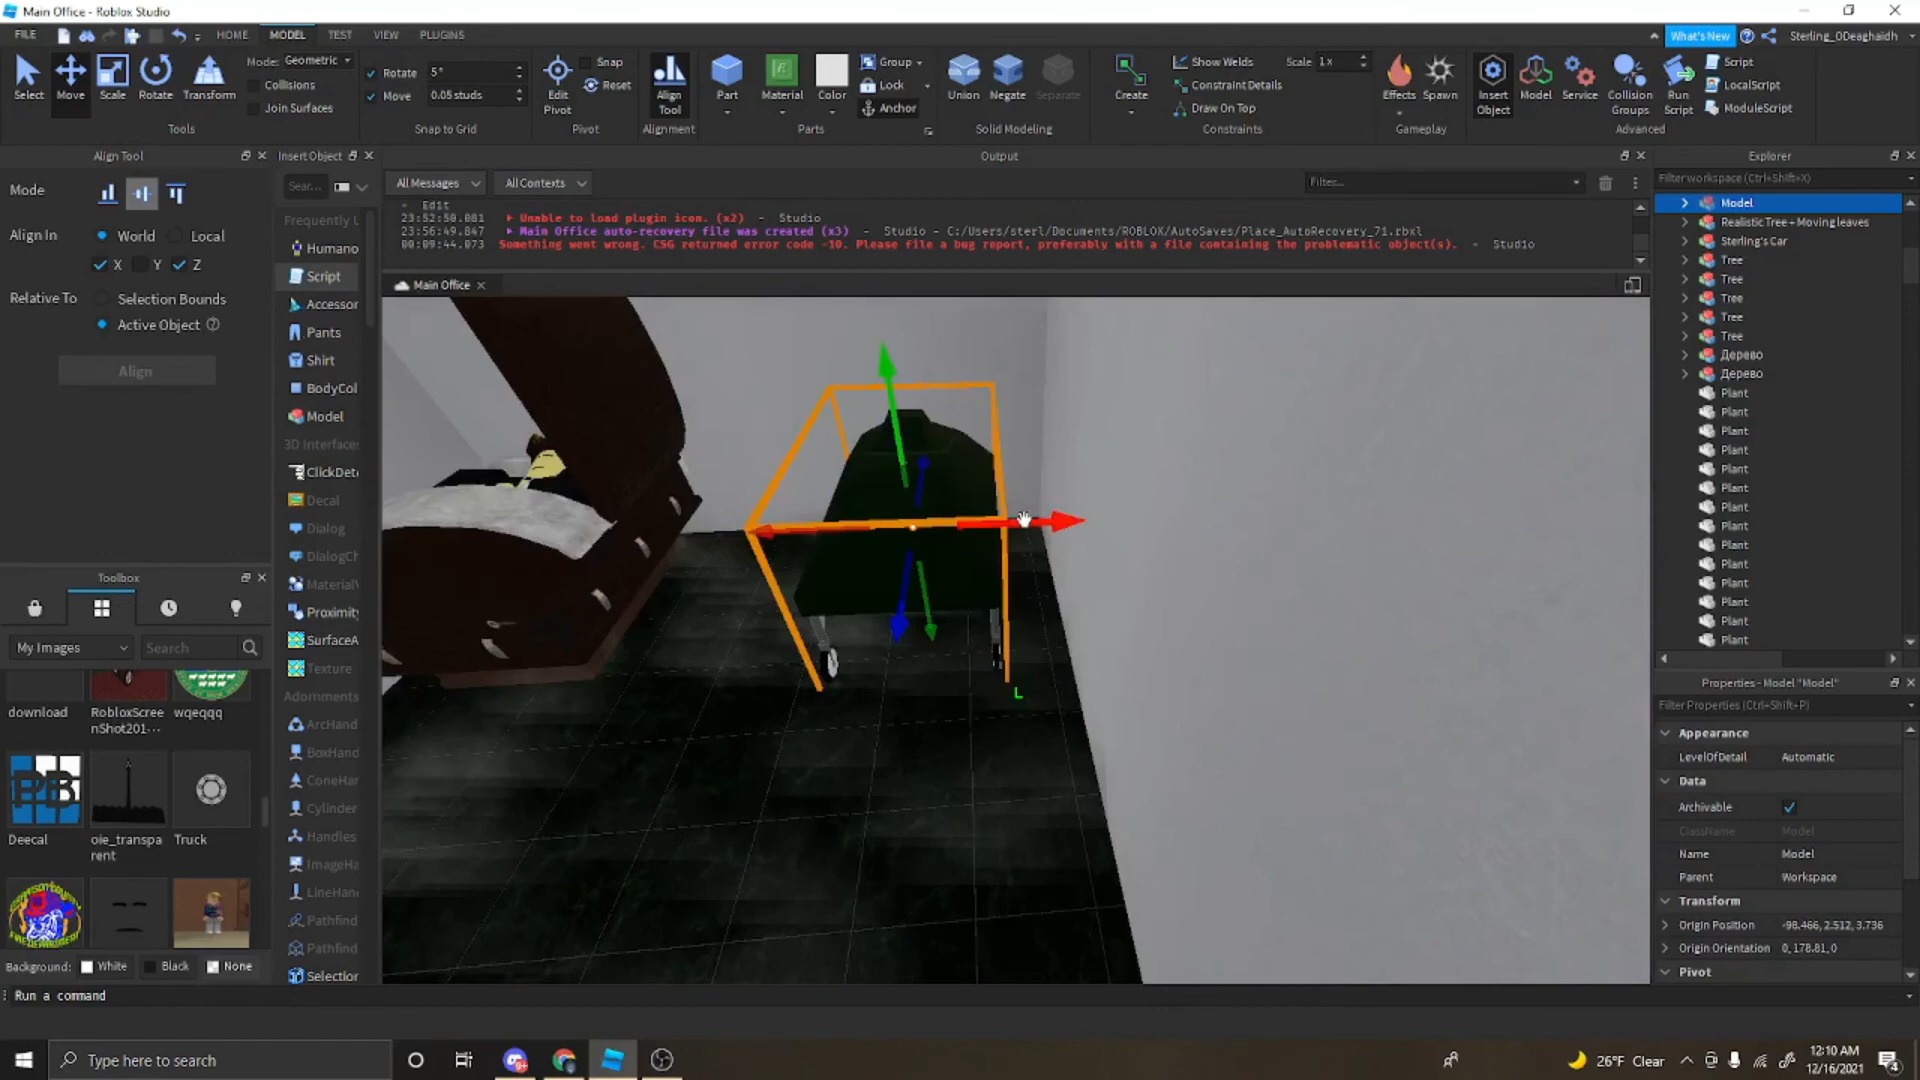 Main Office - Roblox Studio
FILE HOME MODEL TEST VIEW PLUGINS What's New Sterling_ODeaghaidh
Select Move Scale Rotate Transform
Mode: Geometric
Collisions
Join Surfaces
Tools
Rotate 5°
Move 0.05 studs
Snap to Grid
Edit Pivot
Snap
Reset
Pivot
Align Tool
Alignment
Part Material Color
Group
Lock
Anchor
Parts
Union Negate Separate
Solid Modeling
Create
Show Welds
Constraint Details
Draw On Top
Scale 1x
Constraints
Effects Spawn
Gameplay
Insert Object
Model Service
Collision Groups
Run Script
Script
LocalScript
ModuleScript
Advanced
Align Tool
Mode
Align In World Local
X Y Z
Relative To Selection Bounds
Active Object
Align
Toolbox
My Images Search
download
RobloxScreenShot201...
wqeqqq
Deecal
oie_transparent
Truck
Background: White Black None
Run a command
Insert Object
Sear...
Frequently U
Humano
Script
Accessor
Pants
Shirt
BodyCol
Model
3D Interfac
ClickDet
Decal
Dialog
DialogCh
MaterialV
Proximity
SurfaceA
Texture
Adornments
ArcHand
BoxHand
ConeHan
Cylinder
Handles
ImageHa
LineHand
Pathfind
Pathfind
Selection
Output
All Messages All Contexts Filter...
- Edit
23:52:50.081 Unable to load plugin icon. (x2) - Studio
23:56:49.847 Main Office auto-recovery file was created (x3) - Studio - C:/Users/sterl/Documents/ROBLOX/AutoSaves/Place_AutoRecovery_71.rbxl
00:09:44.073 Something went wrong. CSG returned error code -10. Please file a bug report, preferably with a file containing the problematic object(s). - Studio
Main Office
L
Explorer
Filter workspace (Ctrl+Shift+X)
Model
Realistic Tree + Moving leaves
Sterling's Car
Tree
Tree
Tree
Tree
Tree
Дерево
Дерево
Plant
Plant
Plant
Plant
Plant
Plant
Plant
Plant
Plant
Plant
Plant
Plant
Plant
Plant
Properties - Model "Model"
Filter Properties (Ctrl+Shift+P)
Appearance
LevelOfDetail Automatic
Data
Archivable
ClassName Model
Name Model
Parent Workspace
Transform
Origin Position -98.466, 2.512, 3.736
Origin Orientation 0, 178.81, 0
Pivot
Type here to search
26°F Clear
12:10 AM
12/16/2021
4